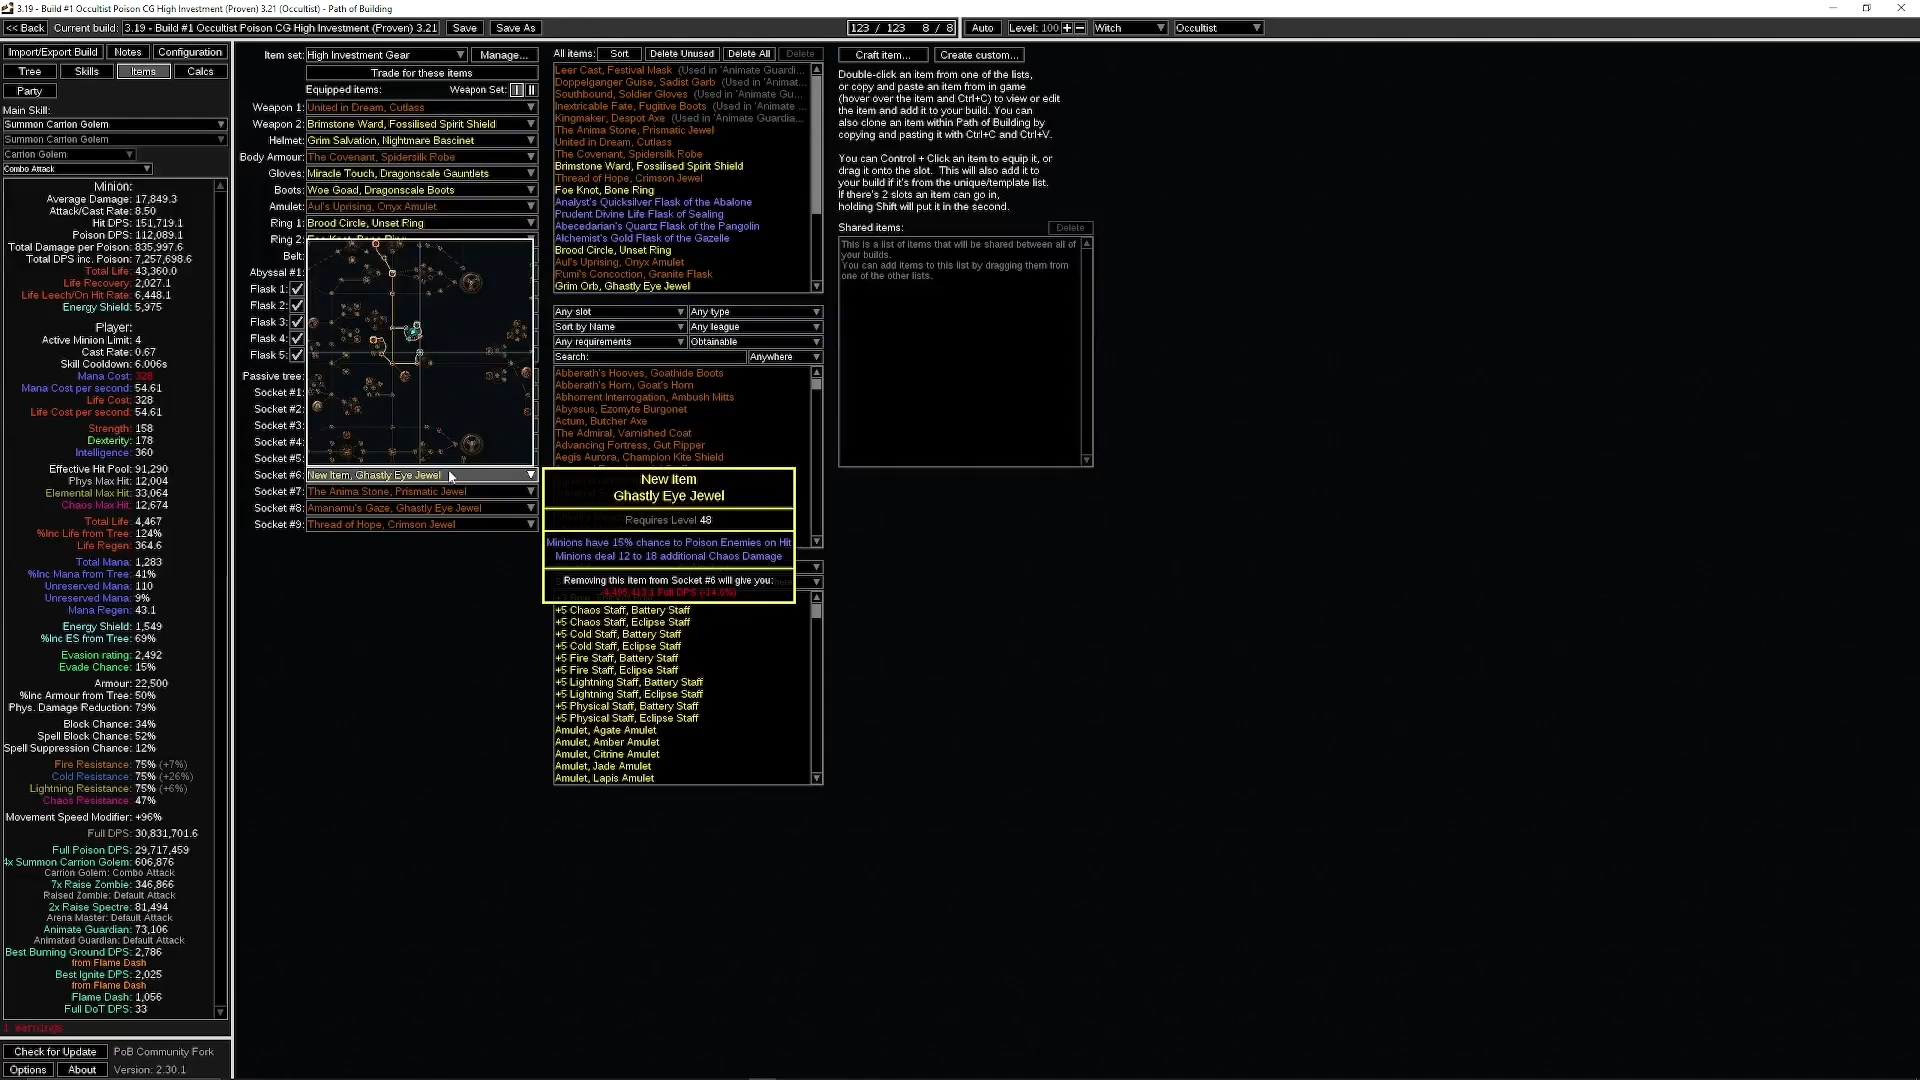 3.19 - Build #1 Occultist Poison CG High Investment (Proven) 3.21 (Occultist) - Path of Building
<< Back Current build: 3.19 - Build #1 Occultist Poison CG High Investment (Proven) 3.21 Save Save As 123 / 123 8 / 8 Auto Level: 100 + - Witch Occultist
Import/Export Build Notes Configuration
Tree Skills Items Calcs
Party
Main Skill:
Summon Carrion Golem
Summon Carrion Golem
Carrion Golem
Combo Attack
Minion:
Average Damage: 17,849.3
Attack/Cast Rate: 8.50
Hit DPS: 151,719.1
Poison DPS: 112,089.1
Total Damage per Poison: 835,997.6
Total DPS inc. Poison: 7,257,698.6
Total Life: 43,360.0
Life Recovery: 2,027.1
Life Leech/On Hit Rate: 6,448.1
Energy Shield: 5,975
Player:
Active Minion Limit: 4
Cast Rate: 0.67
Skill Cooldown: 6.006s
Mana Cost: 328
Mana Cost per second: 54.61
Life Cost: 328
Life Cost per second: 54.61
Strength: 158
Dexterity: 178
Intelligence: 360
Effective Hit Pool: 91,290
Phys Max Hit: 12,004
Elemental Max Hit: 33,064
Chaos Max Hit: 12,674
Total Life: 4,467
%Inc Life from Tree: 124%
Life Regen: 364.6
Total Mana: 1,283
%Inc Mana from Tree: 41%
Unreserved Mana: 110
Unreserved Mana: 9%
Mana Regen: 43.1
Energy Shield: 1,549
%Inc ES from Tree: 69%
Evasion rating: 2,492
Evade Chance: 15%
Armour: 22,500
%Inc Armour from Tree: 50%
Phys. Damage Reduction: 79%
Block Chance: 34%
Spell Block Chance: 52%
Spell Suppression Chance: 12%
Fire Resistance: 75% (+7%)
Cold Resistance: 75% (+26%)
Lightning Resistance: 75% (+6%)
Chaos Resistance: 47%
Movement Speed Modifier: +96%
Full DPS: 30,831,701.6
Full Poison DPS: 29,717,459
4x Summon Carrion Golem: 606,876
Carrion Golem: Combo Attack
7x Raise Zombie: 346,866
Raised Zombie: Default Attack
2x Raise Spectre: 81,494
Arena Master: Default Attack
Animate Guardian: 73,106
Animated Guardian: Default Attack
Best Burning Ground DPS: 2,786
from Flame Dash
Best Ignite DPS: 2,025
from Flame Dash
Flame Dash: 1,056
Full DoT DPS: 33
1 warnings
Check for Update PoB Community Fork
Options About Version: 2.30.1
Item set: High Investment Gear Manage...
Trade for these items
Equipped items: Weapon Set: I II
Weapon 1: United in Dream, Cutlass
Weapon 2: Brimstone Ward, Fossilised Spirit Shield
Helmet: Grim Salvation, Nightmare Bascinet
Body Armour: The Covenant, Spidersilk Robe
Gloves: Miracle Touch, Dragonscale Gauntlets
Boots: Woe Goad, Dragonscale Boots
Amulet: Aul's Uprising, Onyx Amulet
Ring 1: Brood Circle, Unset Ring
Ring 2: Foe Knot, Bone Ring
Belt:
Abyssal #1:
Flask 1:
Flask 2:
Flask 3:
Flask 4:
Flask 5:
Passive tree:
Socket #1:
Socket #2:
Socket #3:
Socket #4:
Socket #5:
Socket #6: New Item, Ghastly Eye Jewel
Socket #7: The Anima Stone, Prismatic Jewel
Socket #8: Amanamu's Gaze, Ghastly Eye Jewel
Socket #9: Thread of Hope, Crimson Jewel
All items: Sort Delete Unused Delete All Delete
Leer Cast, Festival Mask (Used in 'Animate Guardi...
Doppelganger Guise, Sadist Garb (Used in 'Animat...
Southbound, Soldier Gloves (Used in 'Animate Gu...
Inextricable Fate, Fugitive Boots (Used in 'Animate ...
Kingmaker, Despot Axe (Used in 'Animate Guardia...
The Anima Stone, Prismatic Jewel
United in Dream, Cutlass
The Covenant, Spidersilk Robe
Brimstone Ward, Fossilised Spirit Shield
Thread of Hope, Crimson Jewel
Foe Knot, Bone Ring
Analyst's Quicksilver Flask of the Abalone
Prudent Divine Life Flask of Sealing
Abecedarian's Quartz Flask of the Pangolin
Alchemist's Gold Flask of the Gazelle
Brood Circle, Unset Ring
Aul's Uprising, Onyx Amulet
Rumi's Concoction, Granite Flask
Grim Orb, Ghastly Eye Jewel
Any slot Any type
Sort by Name Any league
Any requirements Obtainable
Search: Anywhere
Abberath's Hooves, Goathide Boots
Abberath's Horn, Goat's Horn
Abhorrent Interrogation, Ambush Mitts
Abyssus, Ezomyte Burgonet
Actum, Butcher Axe
The Admiral, Varnished Coat
Advancing Fortress, Gut Ripper
Aegis Aurora, Champion Kite Shield
New Item
Ghastly Eye Jewel
Requires Level 48
Minions have 15% chance to Poison Enemies on Hit
Minions deal 12 to 18 additional Chaos Damage
Removing this item from Socket #6 will give you:
-4,495,413.1 Full DPS (-14.6%)
+5 Chaos Staff, Battery Staff
+5 Chaos Staff, Eclipse Staff
+5 Cold Staff, Battery Staff
+5 Cold Staff, Eclipse Staff
+5 Fire Staff, Battery Staff
+5 Fire Staff, Eclipse Staff
+5 Lightning Staff, Battery Staff
+5 Lightning Staff, Eclipse Staff
+5 Physical Staff, Battery Staff
+5 Physical Staff, Eclipse Staff
Amulet, Agate Amulet
Amulet, Amber Amulet
Amulet, Citrine Amulet
Amulet, Jade Amulet
Amulet, Lapis Amulet
Craft item... Create custom...
Double-click an item from one of the lists,
or copy and paste an item from in game
(hover over the item and Ctrl+C) to view or edit
the item and add it to your build. You can
also clone an item within Path of Building by
copying and pasting it with Ctrl+C and Ctrl+V.
You can Control + Click an item to equip it, or
drag it onto the slot. This will also add it to
your build if it's from the unique/template list.
If there's 2 slots an item can go in,
holding Shift will put it in the second.
Shared items: Delete
This is a list of items that will be shared between all of
your builds.
You can add items to this list by dragging them from
one of the other lists.